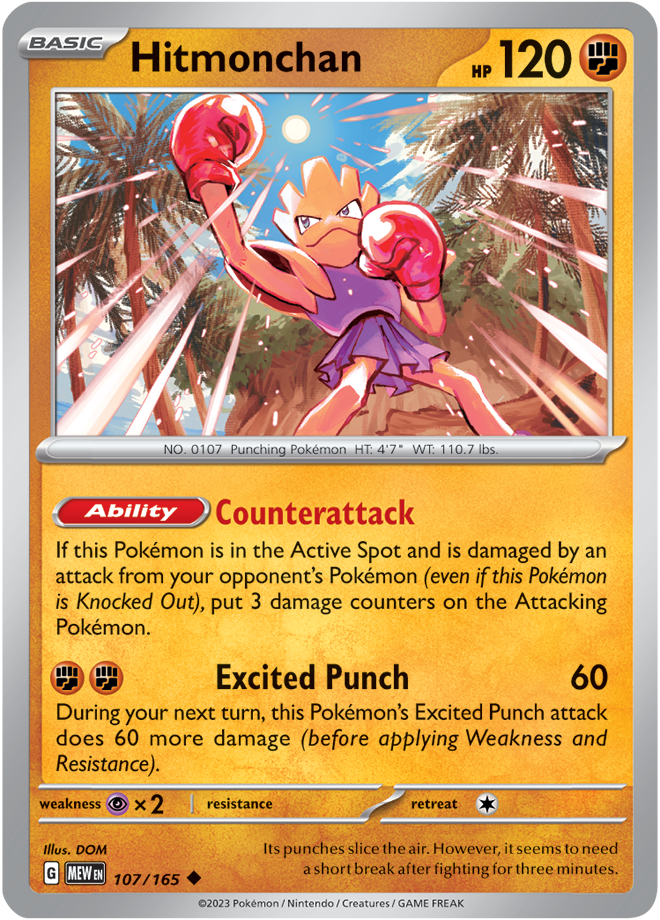 BASIC
Hitmonchan
HP 120
NO. 0107 Punching Pokémon HT: 4'7" WT: 110.7 lbs.
Ability Counterattack
If this Pokémon is in the Active Spot and is damaged by an
attack from your opponent's Pokémon (even if this Pokémon
is Knocked Out), put 3 damage counters on the Attacking
Pokémon.
Excited Punch 60
During your next turn, this Pokémon's Excited Punch attack
does 60 more damage (before applying Weakness and
Resistance).
weakness ×2 resistance retreat
Illus. DOM
Its punches slice the air. However, it seems to need
a short break after fighting for three minutes.
G MEW EN 107/165
©2023 Pokémon / Nintendo / Creatures / GAME FREAK